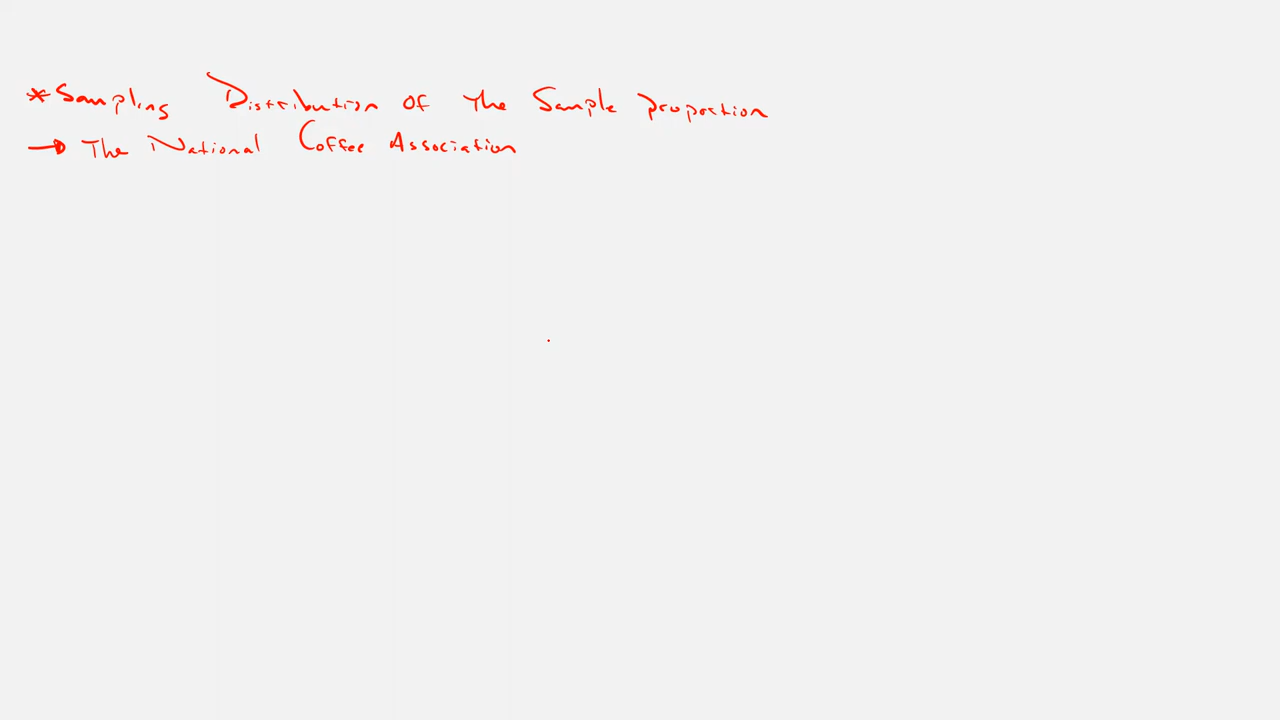 *Sampling Distribution of The Sample proportion
→ The National Coffee Association